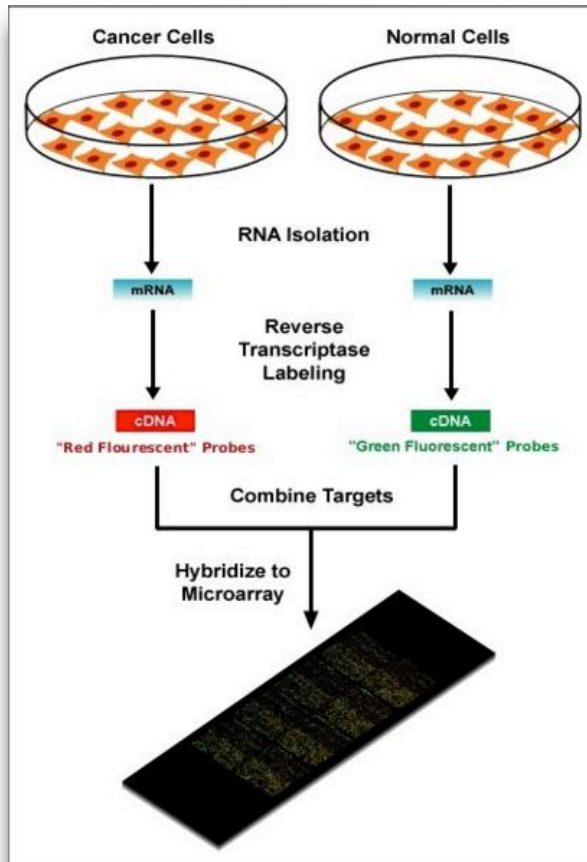 Cancer Cells
Normal Cells
RNA Isolation
mRNA
mRNA
Reverse
Transcriptase
Labeling
cDNA
cDNA
"Red Flourescent" Probes
"Green Fluorescent" Probes
Combine Targets
Hybridize to
Microarray